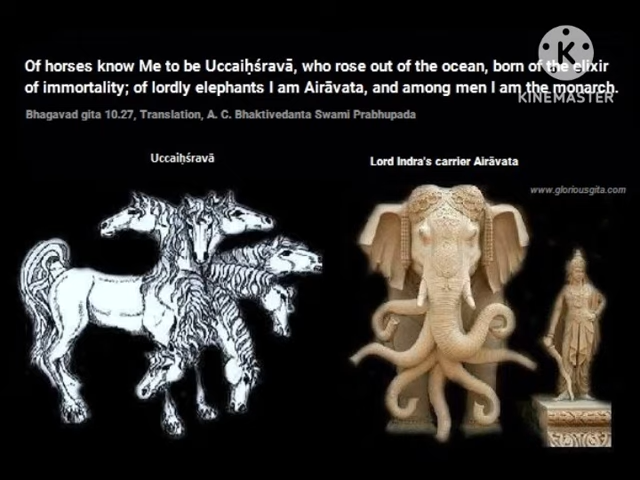 Of horses know Me to be Uccaiḥśravā, who rose out of the ocean, born of the elixir
of immortality; of lordly elephants I am Airāvata, and among men I am the monarch.
Bhagavad gita 10.27, Translation, A. C. Bhaktivedanta Swami Prabhupada
K
KINEMASTER
Uccaiḥśravā
Lord Indra's carrier Airāvata
www.gloriousgita.com